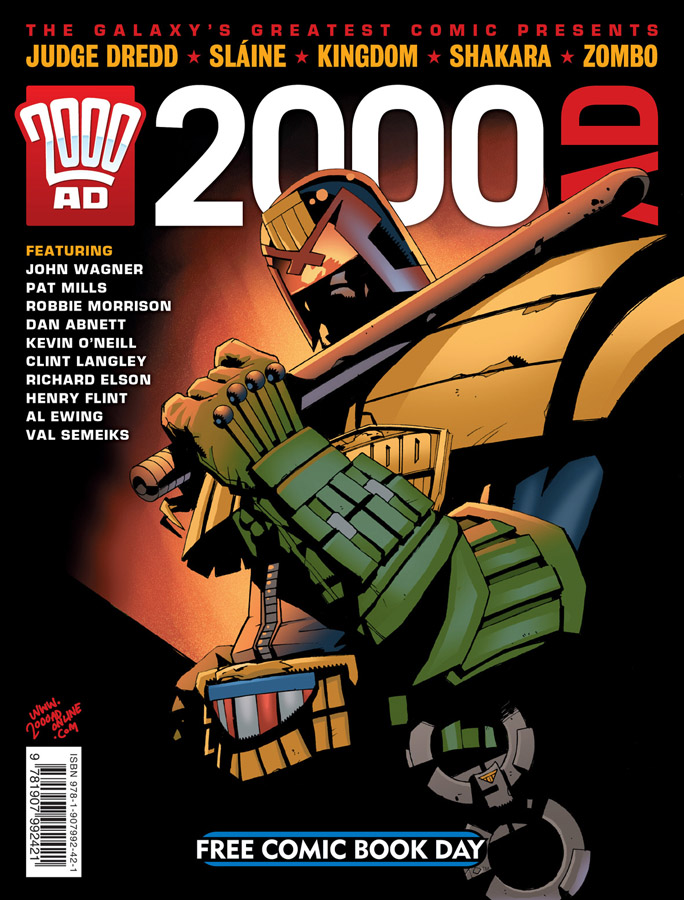 THE GALAXY'S GREATEST COMIC PRESENTS
JUDGE DREDD ★ SLÁINE ★ KINGDOM ★ SHAKARA ★ ZOMBO
2000
AD
2000 AD
FEATURING
JOHN WAGNER
PAT MILLS
ROBBIE MORRISON
DAN ABNETT
KEVIN O'NEILL
CLINT LANGLEY
RICHARD ELSON
HENRY FLINT
AL EWING
VAL SEMEIKS
WWW.
2000AD
ONLINE
.COM
ISBN 978-1-907992-42-1
9 781907 992421
FREE COMIC BOOK DAY